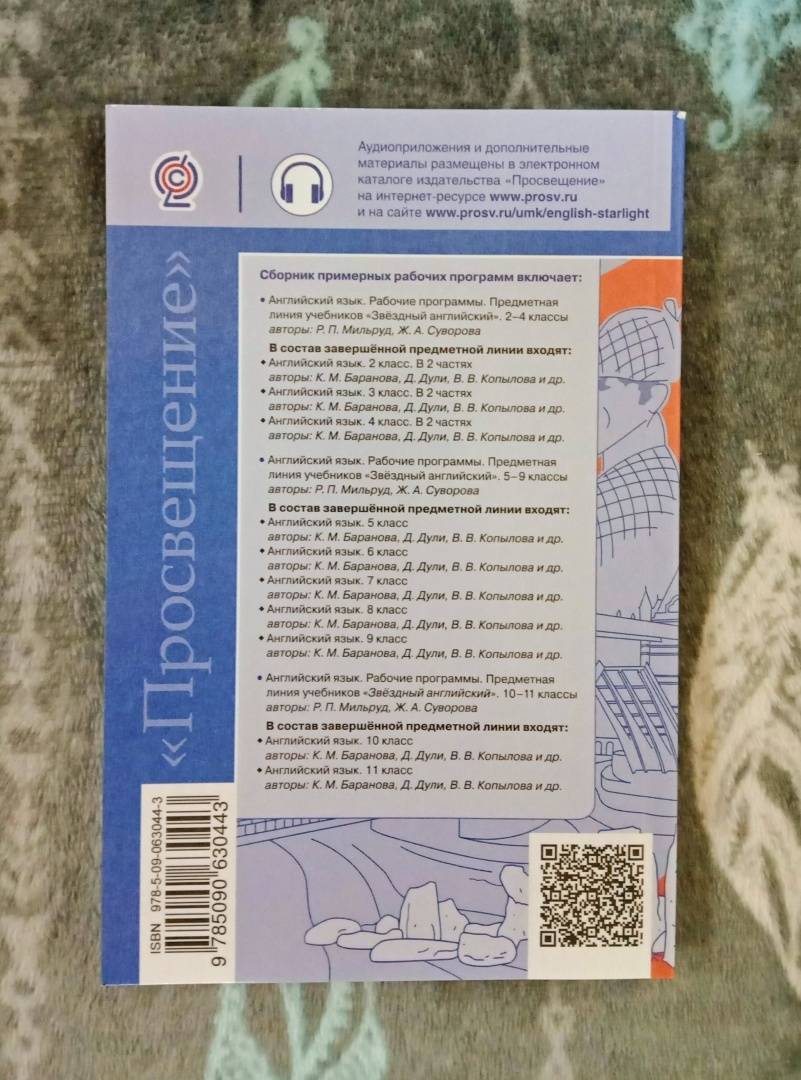 Аудиоприложения и дополнительные
материалы размещены в электронном
каталоге издательства «Просвещение»
на интернет-ресурсе www.prosv.ru
и на сайте www.prosv.ru/umk/english-starlight
«Просвещение»
Сборник примерных рабочих программ включает:
• Английский язык. Рабочие программы. Предметная
линия учебников «Звёздный английский». 2–4 классы
авторы: Р. П. Мильруд, Ж. А. Суворова
В состав завершённой предметной линии входят:
◆ Английский язык. 2 класс. В 2 частях
авторы: К. М. Баранова, Д. Дули, В. В. Копылова и др.
◆ Английский язык. 3 класс. В 2 частях
авторы: К. М. Баранова, Д. Дули, В. В. Копылова и др.
◆ Английский язык. 4 класс. В 2 частях
авторы: К. М. Баранова, Д. Дули, В. В. Копылова и др.
• Английский язык. Рабочие программы. Предметная
линия учебников «Звёздный английский». 5–9 классы
авторы: Р. П. Мильруд, Ж. А. Суворова
В состав завершённой предметной линии входят:
◆ Английский язык. 5 класс
авторы: К. М. Баранова, Д. Дули, В. В. Копылова и др.
◆ Английский язык. 6 класс
авторы: К. М. Баранова, Д. Дули, В. В. Копылова и др.
◆ Английский язык. 7 класс
авторы: К. М. Баранова, Д. Дули, В. В. Копылова и др.
◆ Английский язык. 8 класс
авторы: К. М. Баранова, Д. Дули, В. В. Копылова и др.
◆ Английский язык. 9 класс
авторы: К. М. Баранова, Д. Дули, В. В. Копылова и др.
• Английский язык. Рабочие программы. Предметная
линия учебников «Звёздный английский». 10–11 классы
авторы: Р. П. Мильруд, Ж. А. Суворова
В состав завершённой предметной линии входят:
◆ Английский язык. 10 класс
авторы: К. М. Баранова, Д. Дули, В. В. Копылова и др.
◆ Английский язык. 11 класс
авторы: К. М. Баранова, Д. Дули, В. В. Копылова и др.
ISBN 978-5-09-063044-3
9 785090 630443